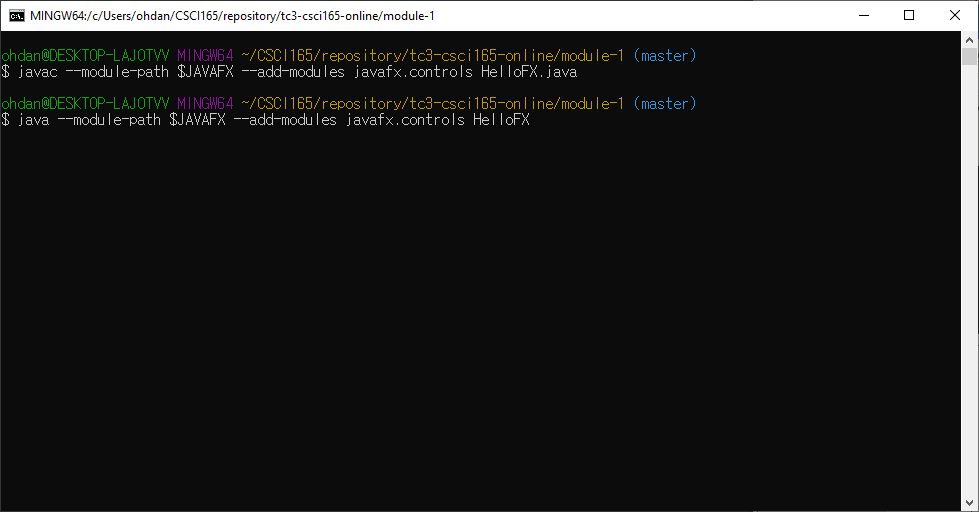 MINGW64:/c/Users/ohdan/CSCI165/repository/tc3-csci165-online/module-1
ohdan@DESKTOP-LAJOTVV MINGW64 ~/CSCI165/repository/tc3-csci165-online/module-1 (master)
$ javac --module-path $JAVAFX --add-modules javafx.controls HelloFX.java
ohdan@DESKTOP-LAJOTVV MINGW64 ~/CSCI165/repository/tc3-csci165-online/module-1 (master)
$ java --module-path $JAVAFX --add-modules javafx.controls HelloFX